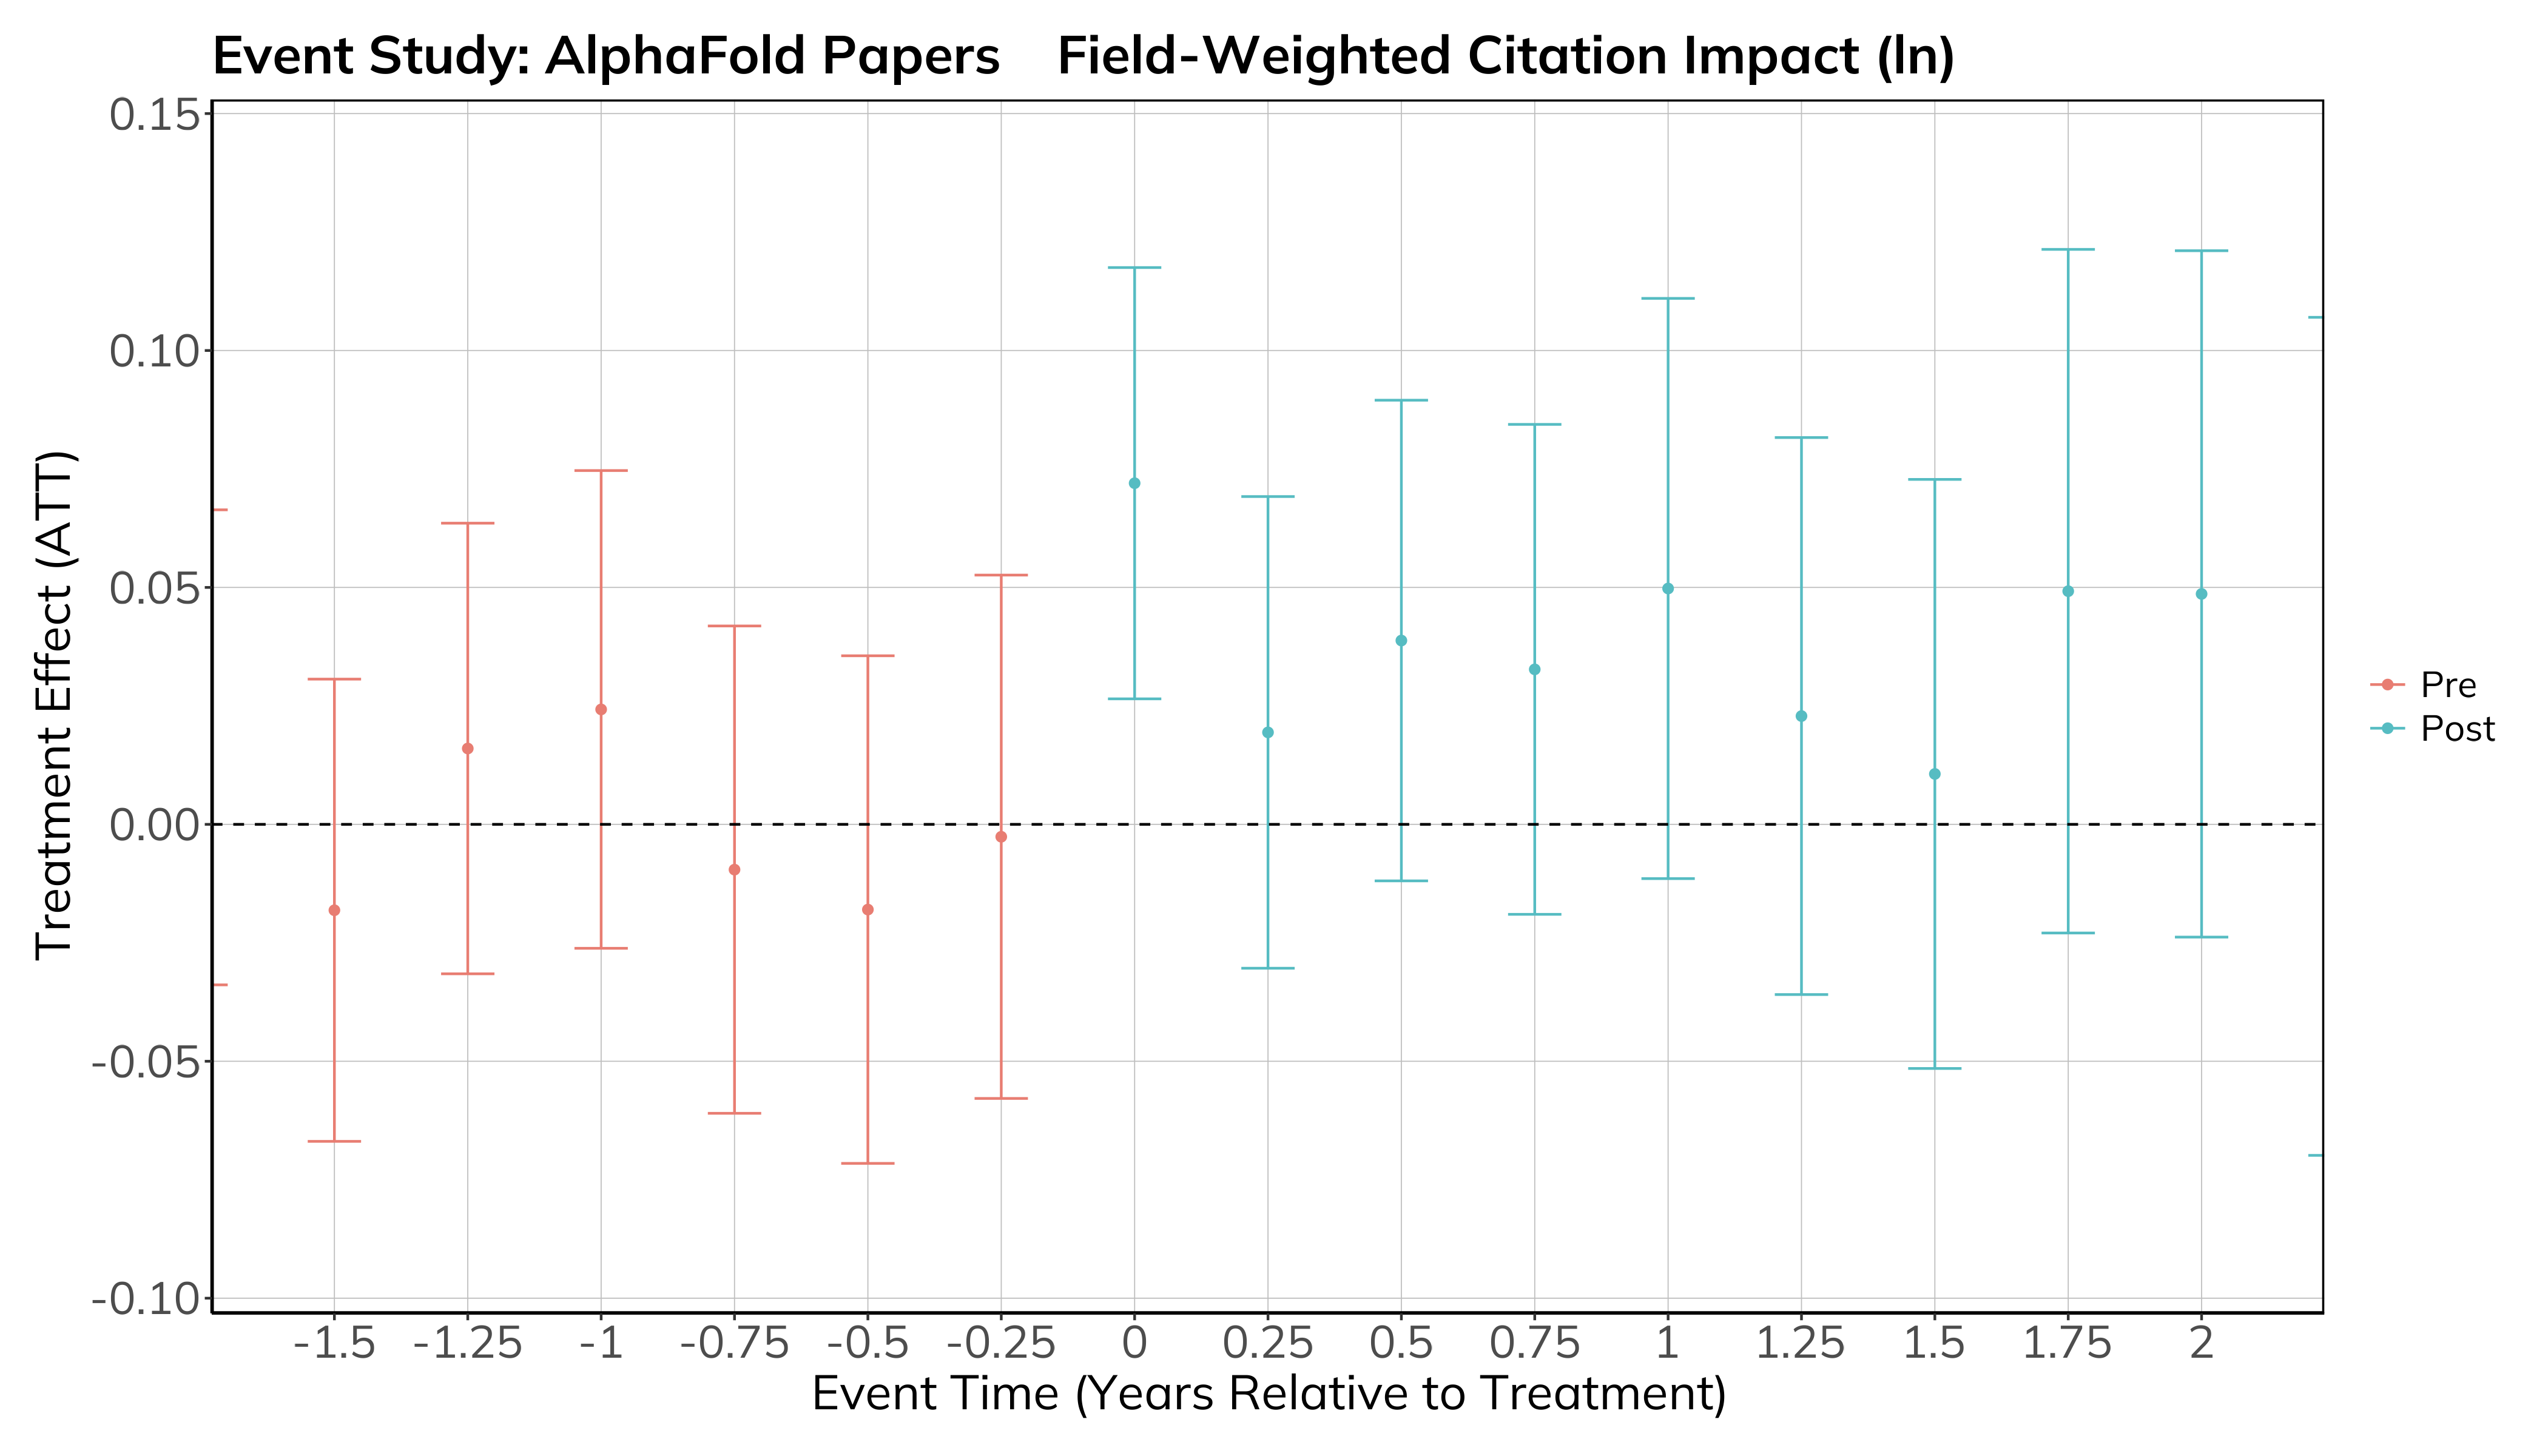 Event Study: AlphaFold Papers Field-Weighted Citation Impact (ln)
0.15
0.10
0.05
0.00
-0.05
-0.10
Treatment Effect (ATT)
-1.5 -1.25 -1 -0.75 -0.5 -0.25 0 0.25 0.5 0.75 1 1.25 1.5 1.75 2
Event Time (Years Relative to Treatment)
Pre
Post